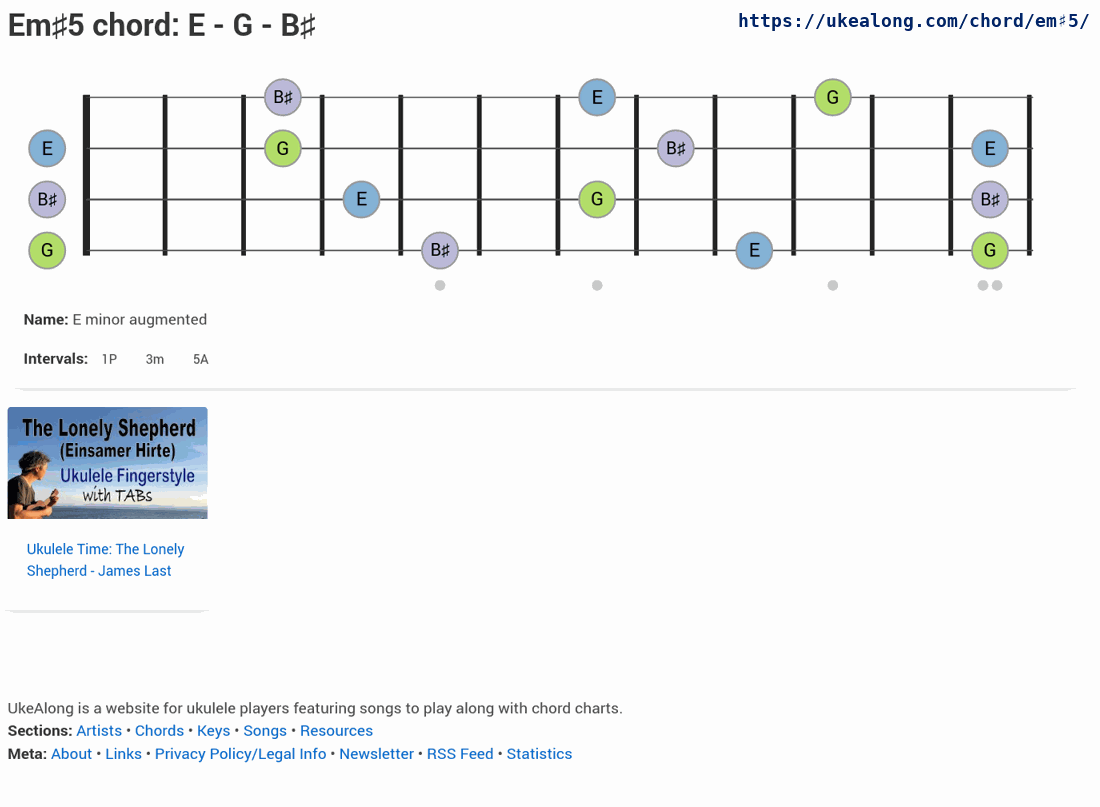 Em♯5 chord: E - G - B♯
https://ukealong.com/chord/em♯5/
B♯ E G
E G B♯ E
B♯ E G B♯
G B♯ E G
Name: E minor augmented
Intervals: 1P 3m 5A
The Lonely Shepherd
(Einsamer Hirte)
Ukulele Fingerstyle
with TABs
Ukulele Time: The Lonely
Shepherd - James Last
UkeAlong is a website for ukulele players featuring songs to play along with chord charts.
Sections: Artists • Chords • Keys • Songs • Resources
Meta: About • Links • Privacy Policy/Legal Info • Newsletter • RSS Feed • Statistics